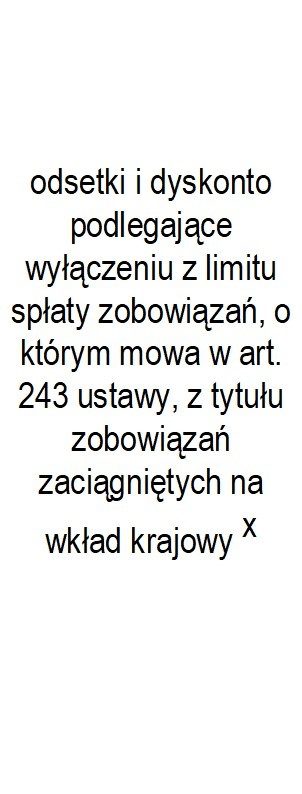 odsetki i dyskonto
podlegające
wyłączeniu z limitu
spłaty zobowiązań, o
którym mowa w art.
243 ustawy, z tytułu
zobowiązań
zaciągniętych na
wkład krajowy x